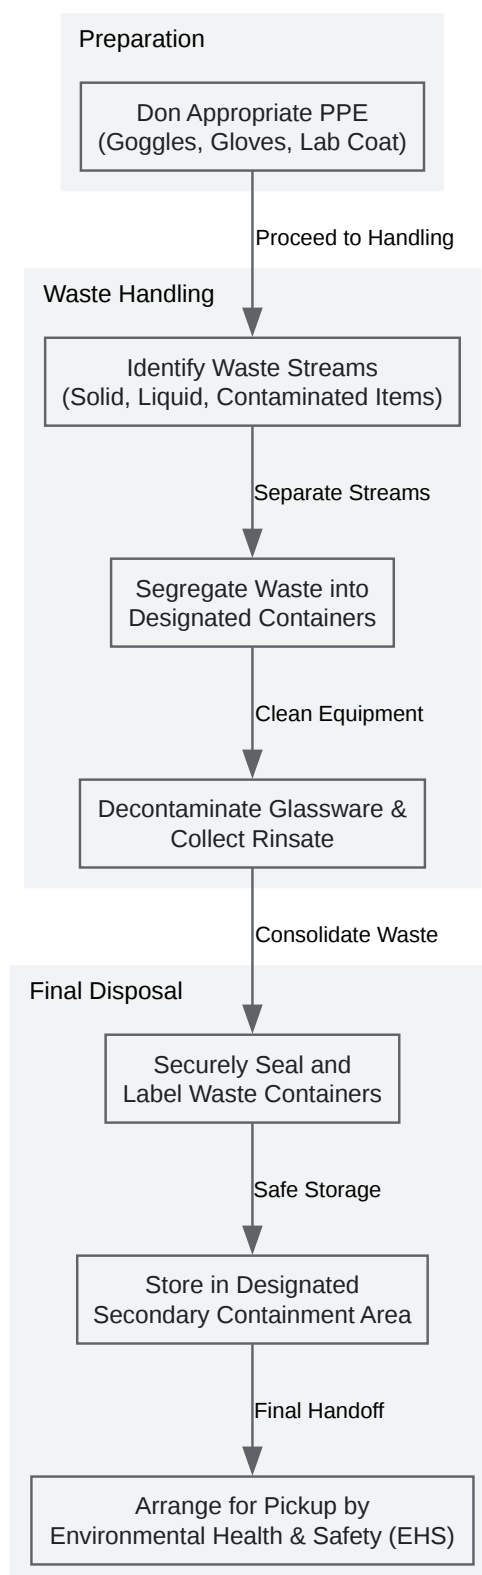 Preparation
Don Appropriate PPE
(Goggles, Gloves, Lab Coat)
Proceed to Handling
Waste Handling
Identify Waste Streams
(Solid, Liquid, Contaminated Items)
Separate Streams
Segregate Waste into
Designated Containers
Clean Equipment
Decontaminate Glassware &
Collect Rinsate
Consolidate Waste
Final Disposal
Securely Seal and
Label Waste Containers
Safe Storage
Store in Designated
Secondary Containment Area
Final Handoff
Arrange for Pickup by
Environmental Health & Safety (EHS)